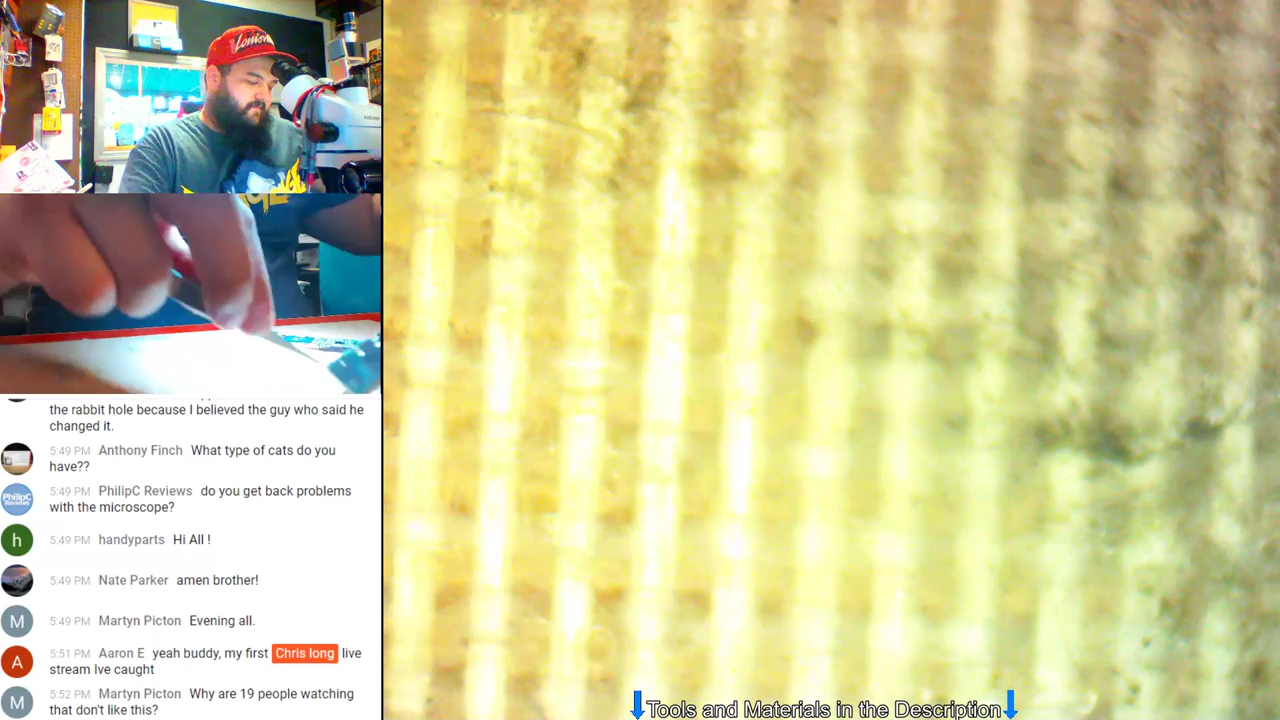 Louisville
the rabbit hole because I believed the guy who said he
changed it.
5:49 PM Anthony Finch What type of cats do you
have??
5:49 PM PhilipC Reviews do you get back problems
with the microscope?
PhilipC
Reviews
h
5:49 PM handyparts Hi All !
5:49 PM Nate Parker amen brother!
M
5:49 PM Martyn Picton Evening all.
A
5:51 PM Aaron E yeah buddy, my first Chris long live
stream Ive caught
M
5:52 PM Martyn Picton Why are 19 people watching
that don't like this?
Tools and Materials in the Description